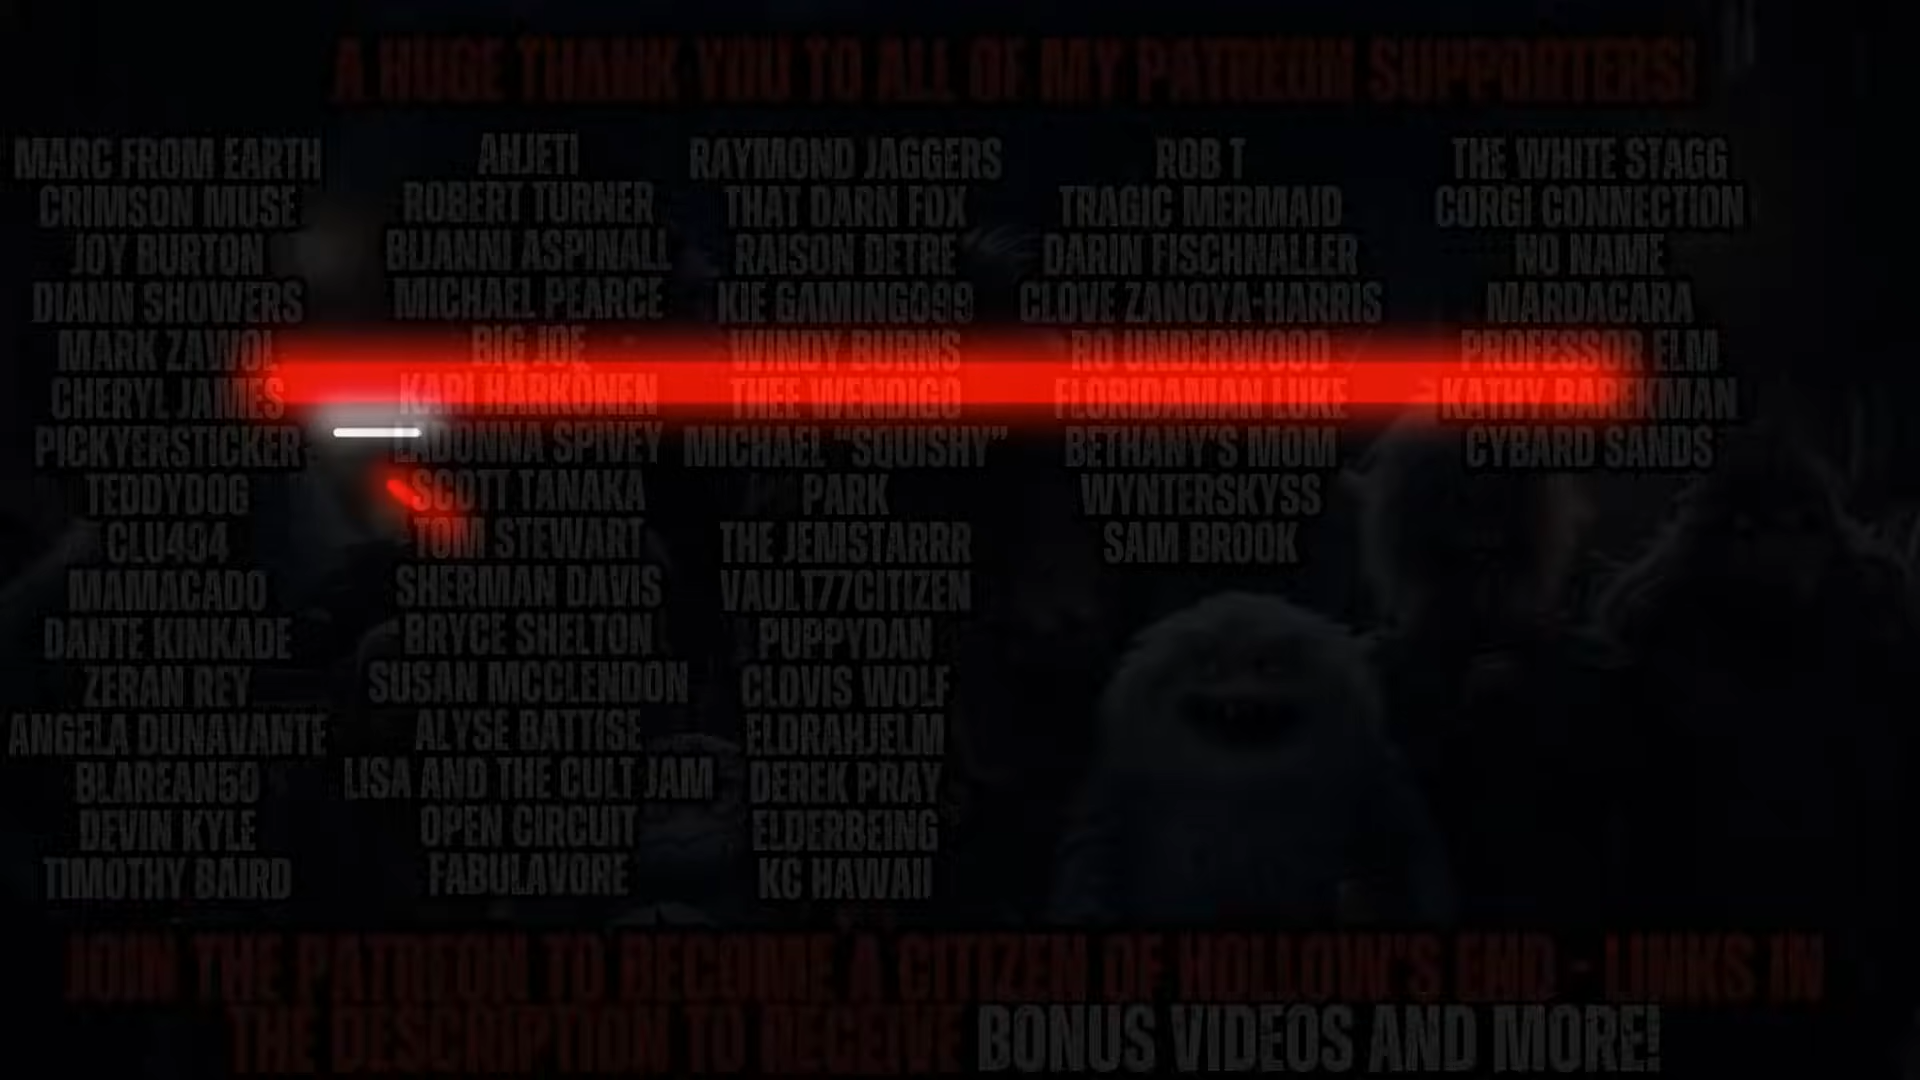 A HUGE THANK YOU TO ALL OF MY PATREON SUPPORTERS!
MARC FROM EARTH
CRIMSON MUSE
JOY BURTON
DIANN SHOWERS
MARK ZAWOL
CHERYL JAMES
PICKYERSTICKER
TEDDYDOG
CLU404
MAMACADO
DANTE KINKADE
ZERAN REY
ANGELA DUNAVANTE
BLAREAN50
DEVIN KYLE
TIMOTHY BAIRD
AHJETI
ROBERT TURNER
BIJANNI ASPINALL
MICHAEL PEARCE
BIG JOE
KARI HARKONEN
LADONNA SPIVEY
SCOTT TANAKA
TOM STEWART
SHERMAN DAVIS
BRYCE SHELTON
SUSAN MCCLENDON
ALYSE BATTISE
LISA AND THE CULT JAM
OPEN CIRCUIT
FABULAVORE
RAYMOND JAGGERS
THAT DARN FOX
RAISON DETRE
KIE GAMING099
WINDY BURNS
THEE WENDIGO
MICHAEL "SQUISHY"
PARK
THE JEMSTARRR
VAULT77CITIZEN
PUPPYDAN
CLOVIS WOLF
ELDRAHJELM
DEREK PRAY
ELDERBEING
KC HAWAII
ROB T
TRAGIC MERMAID
DARIN FISCHNALLER
CLOVE ZANOYA-HARRIS
RO UNDERWOOD
FLORIDAMAN LUKE
BETHANY'S MOM
WYNTERSKYSS
SAM BROOK
THE WHITE STAGG
CORGI CONNECTION
NO NAME
MARDACARA
PROFESSOR ELM
KATHY BAREKMAN
CYBARD SANDS
JOIN THE PATREON TO BECOME A CITIZEN OF HOLLOW'S END - LINKS IN
THE DESCRIPTION TO RECEIVE BONUS VIDEOS AND MORE!